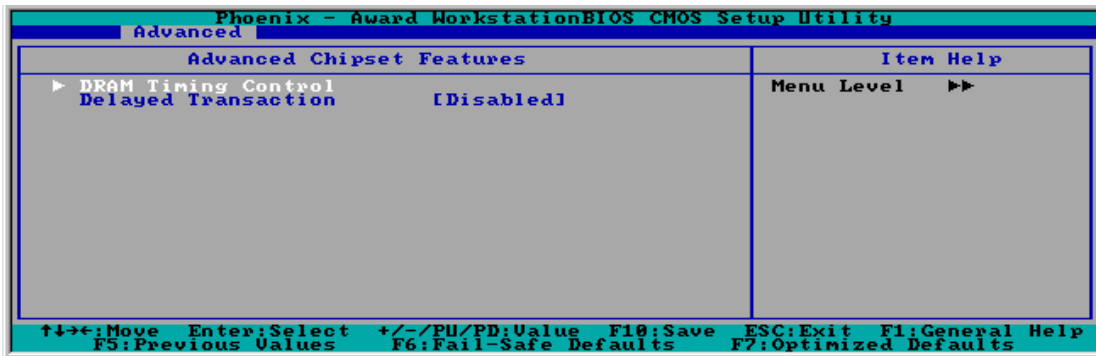 Phoenix - Award WorkstationBIOS CMOS Setup Utility
Advanced
Advanced Chipset Features
Item Help
► DRAM Timing Control
Delayed Transaction [Disabled]
Menu Level ►►
↑↓→←:Move Enter:Select +/-/PU/PD:Value F10:Save ESC:Exit F1:General Help
F5:Previous Values F6:Fail-Safe Defaults F7:Optimized Defaults